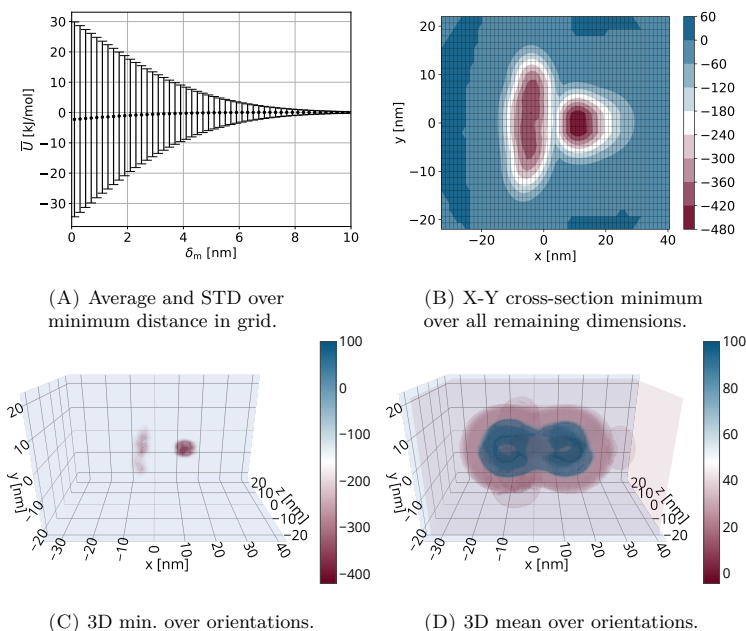 30
20
10
0
−10
−20
−30
U [kJ/mol]
0 2 4 6 8 10
δm [nm]
20
10
0
−10
−20
y [nm]
−20 0 20 40
x [nm]
60
0
−60
−120
−180
−240
−300
−360
−420
−480
(A) Average and STD over
minimum distance in grid.
(B) X-Y cross-section minimum
over all remaining dimensions.
20
10
0
−10
−20
y [nm]
−30 −20 −10 0 10 20 30 40
x [nm]
20
10
0
−10
−20
z [nm]
100
0
−100
−200
−300
−400
20
10
0
−10
−20
y [nm]
−30 −20 −10 0 10 20 30 40
x [nm]
20
10
0
−10
−20
z [nm]
100
80
60
40
20
0
(C) 3D min. over orientations.
(D) 3D mean over orientations.